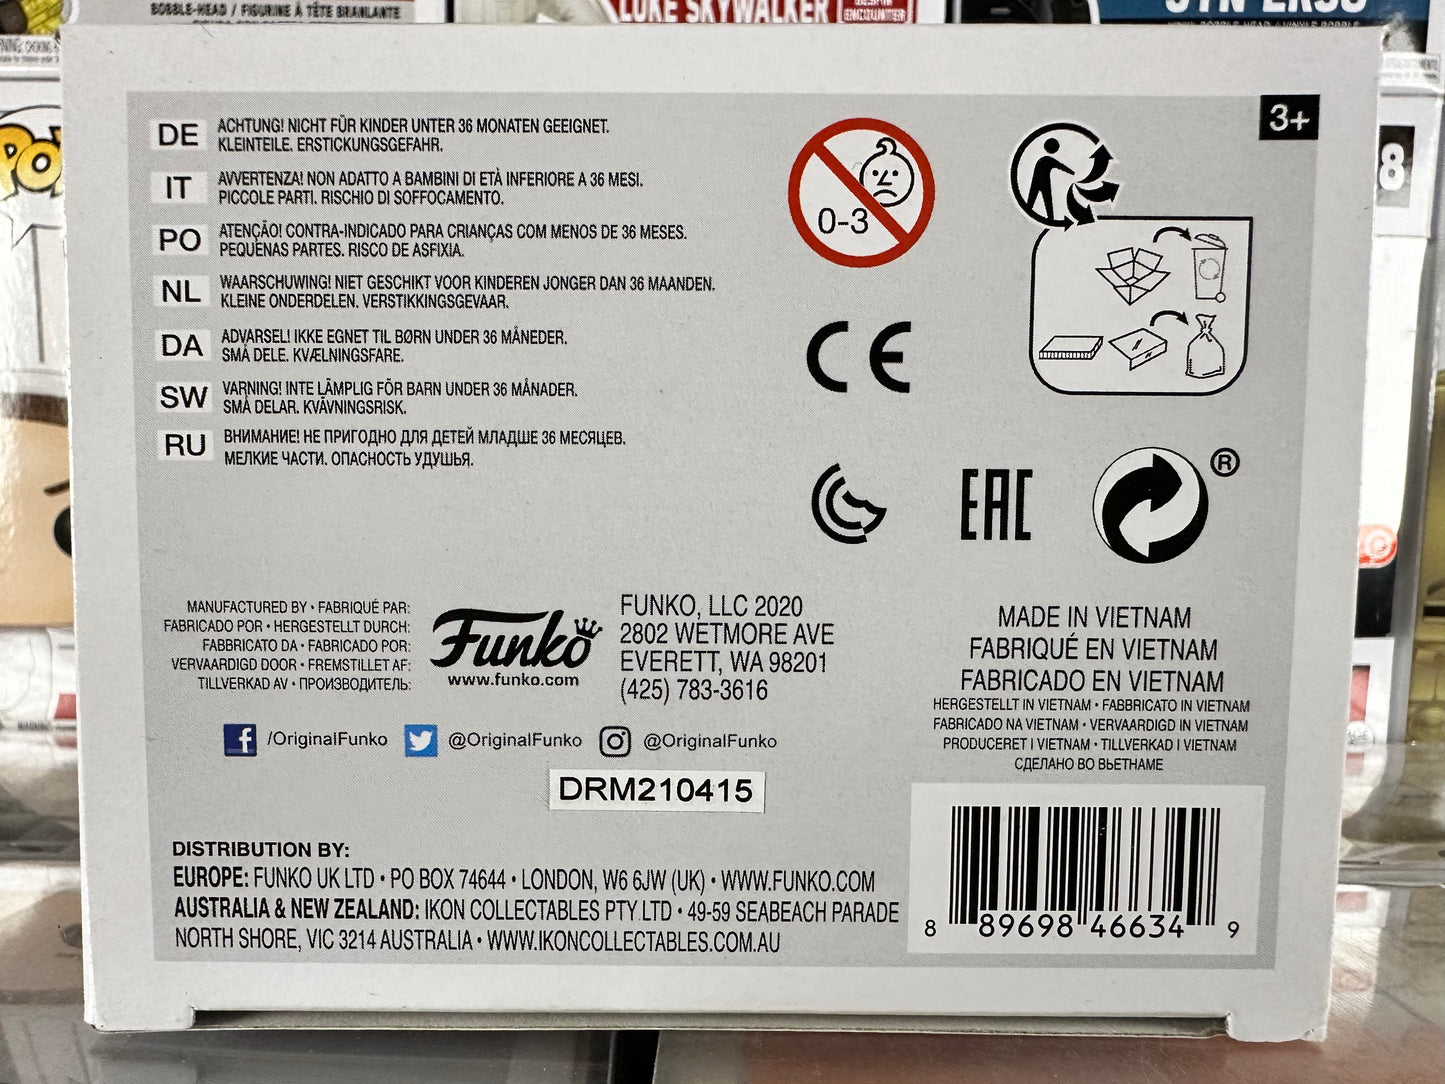 BOBBLE-HEAD / FIGURINE À TÊTE BRANLANTE
LUKE SKYWALKER
3+
DE ACHTUNG! NICHT FÜR KINDER UNTER 36 MONATEN GEEIGNET.
KLEINTEILE. ERSTICKUNGSGEFAHR.
IT AVVERTENZA! NON ADATTO A BAMBINI DI ETÀ INFERIORE A 36 MESI.
PICCOLE PARTI. RISCHIO DI SOFFOCAMENTO.
PO ATENÇÃO! CONTRA-INDICADO PARA CRIANÇAS COM MENOS DE 36 MESES.
PEQUENAS PARTES. RISCO DE ASFIXIA.
NL WAARSCHUWING! NIET GESCHIKT VOOR KINDEREN JONGER DAN 36 MAANDEN.
KLEINE ONDERDELEN. VERSTIKKINGSGEVAAR.
DA ADVARSEL! IKKE EGNET TIL BØRN UNDER 36 MÅNEDER.
SMÅ DELE. KVÆLNINGSFARE.
SW VARNING! INTE LÄMPLIG FÖR BARN UNDER 36 MÅNADER.
SMÅ DELAR. KVÄVNINGSRISK.
RU ВНИМАНИЕ! НЕ ПРИГОДНО ДЛЯ ДЕТЕЙ МЛАДШЕ 36 МЕСЯЦЕВ.
МЕЛКИЕ ЧАСТИ. ОПАСНОСТЬ УДУШЬЯ.
0-3
CE
EAC
®
8
MANUFACTURED BY • FABRIQUÉ PAR:
FABRICADO POR • HERGESTELLT DURCH:
FABBRICATO DA • FABRICADO POR:
VERVAARDIGD DOOR • FREMSTILLET AF:
TILLVERKAD AV • ПРОИЗВОДИТЕЛЬ:
Funko
www.funko.com
FUNKO, LLC 2020
2802 WETMORE AVE
EVERETT, WA 98201
(425) 783-3616
MADE IN VIETNAM
FABRIQUÉ EN VIETNAM
FABRICADO EN VIETNAM
HERGESTELLT IN VIETNAM • FABBRICATO IN VIETNAM
FABRICADO NA VIETNAM • VERVAARDIGD IN VIETNAM
PRODUCERET I VIETNAM • TILLVERKAD I VIETNAM
СДЕЛАНО ВО ВЬЕТНАМЕ
/OriginalFunko @OriginalFunko @OriginalFunko
DRM210415
DISTRIBUTION BY:
EUROPE: FUNKO UK LTD • PO BOX 74644 • LONDON, W6 6JW (UK) • WWW.FUNKO.COM
AUSTRALIA & NEW ZEALAND: IKON COLLECTABLES PTY LTD • 49-59 SEABEACH PARADE
NORTH SHORE, VIC 3214 AUSTRALIA • WWW.IKONCOLLECTABLES.COM.AU
8 89698 46634 9